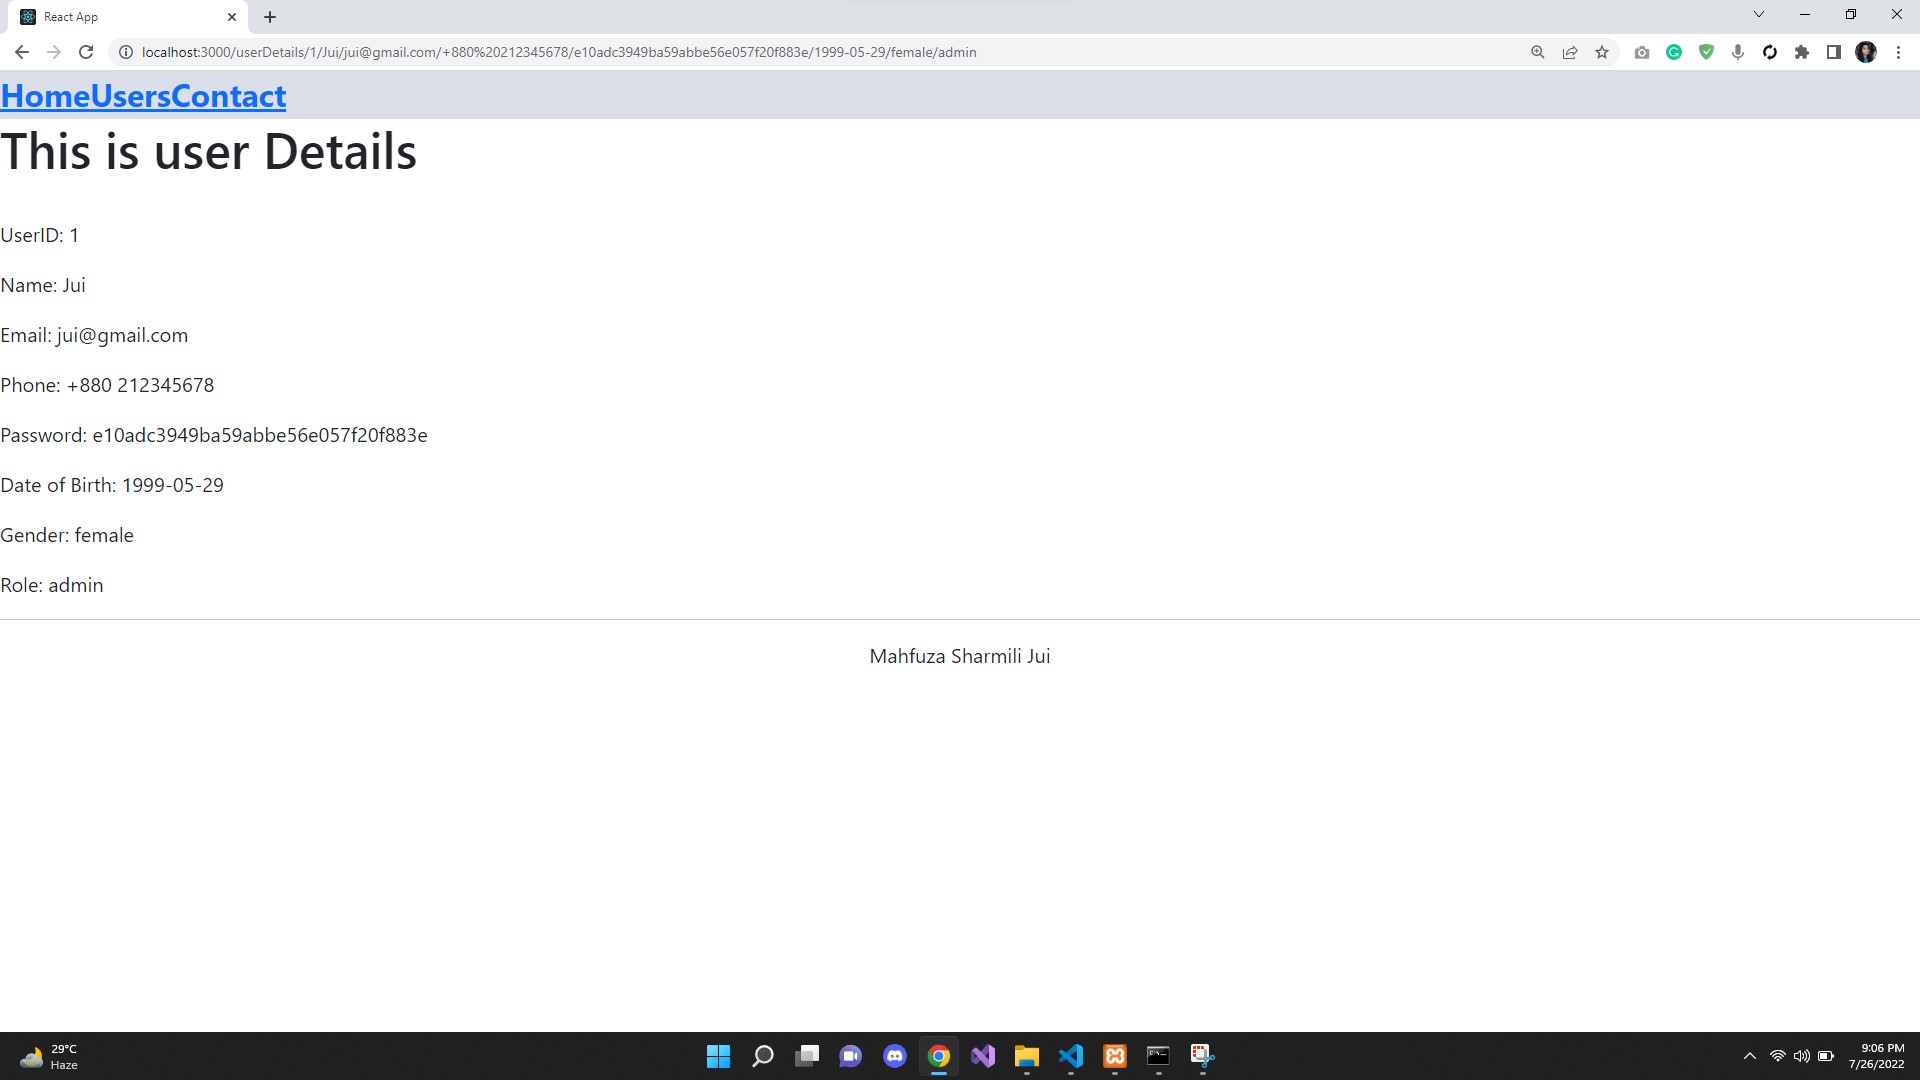 React App
localhost:3000/userDetails/1/Jui/jui@gmail.com/+880%20212345678/e10adc3949ba59abbe56e057f20f883e/1999-05-29/female/admin
HomeUsersContact
This is user Details
UserID: 1
Name: Jui
Email: jui@gmail.com
Phone: +880 212345678
Password: e10adc3949ba59abbe56e057f20f883e
Date of Birth: 1999-05-29
Gender: female
Role: admin
Mahfuza Sharmili Jui
29°C
Haze
9:06 PM
7/26/2022